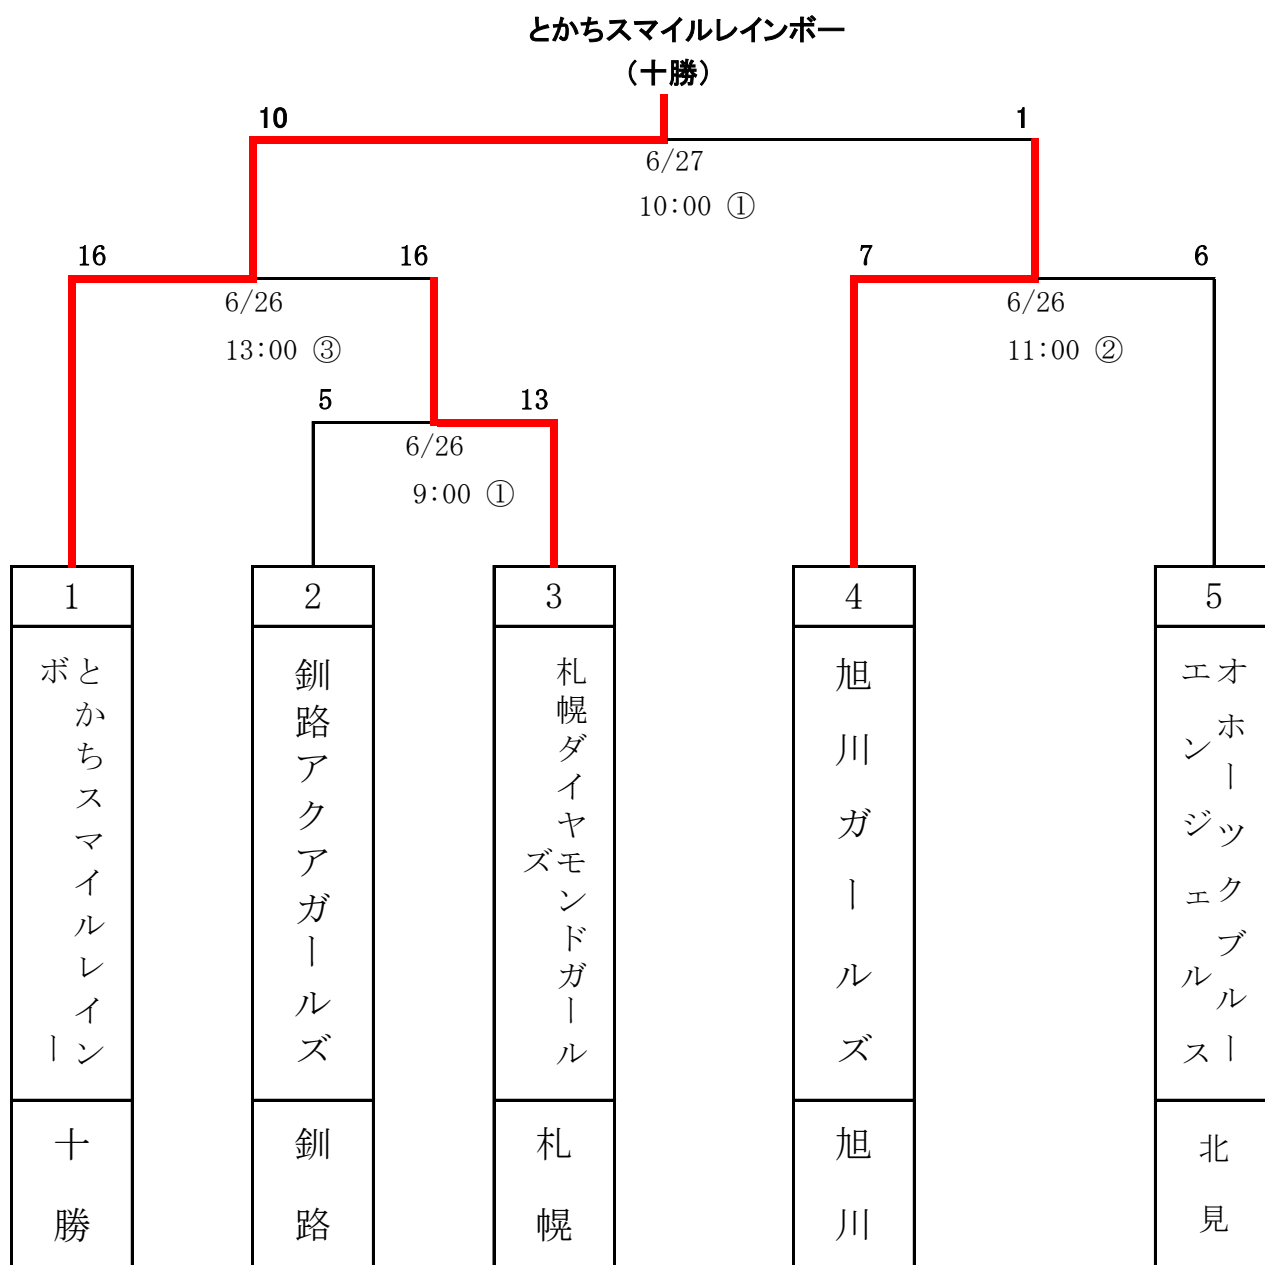 とかちスマイルレインボー
（十勝）
10
1
6/27
10:00 ①
16
16
7
6
6/26
13:00 ③
6/26
11:00 ②
5
13
6/26
9:00 ①
1
2
3
4
5
とかちスマイルレイン
ボー
釧路アクアガールズ
札幌ダイヤモンドガール
ズ
旭川ガールズ
オホーツクブルー
エンジェルス
十勝
釧路
札幌
旭川
北見